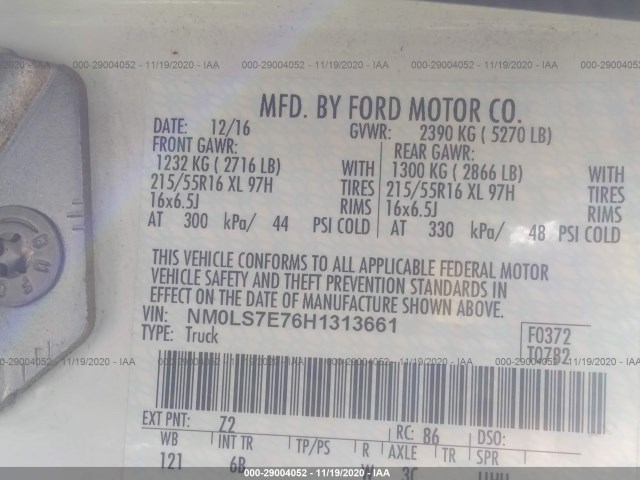 000-29004052 - 11/19/2020 - IAA
MFD. BY FORD MOTOR CO.
DATE: 12/16 GVWR: 2390 KG ( 5270 LB)
FRONT GAWR: REAR GAWR:
1232 KG ( 2716 LB) WITH 1300 KG ( 2866 LB) WITH
215/55R16 XL 97H TIRES 215/55R16 XL 97H TIRES
16x6.5J RIMS 16x6.5J RIMS
AT 300 kPa/ 44 PSI COLD AT 330 kPa/ 48 PSI COLD
THIS VEHICLE CONFORMS TO ALL APPLICABLE FEDERAL MOTOR
VEHICLE SAFETY AND THEFT PREVENTION STANDARDS IN
EFFECT ON THE DATE OF MANUFACTURE SHOWN ABOVE.
VIN: NM0LS7E76H1313661
TYPE: Truck
F0372
T0782
EXT PNT: 72 RC: 86 DSO:
WB INT TR TP/PS R AXLE TR SPR
121 6B W 3C
000-29004052 - 11/19/2020 - IAA